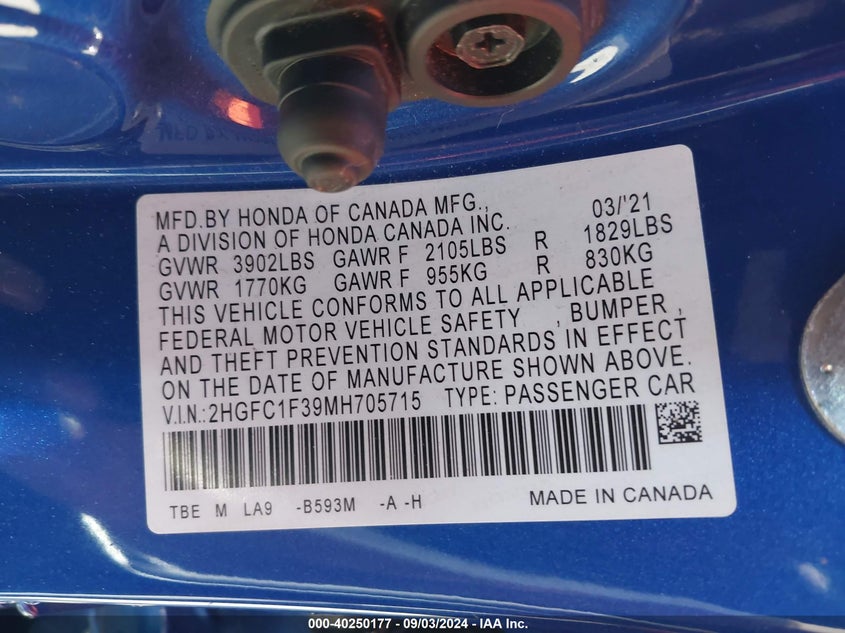 MFD.BY HONDA OF CANADA MFG., 03/'21
A DIVISION OF HONDA CANADA INC.
GVWR 3902LBS GAWR F 2105LBS R 1829LBS
GVWR 1770KG GAWR F 955KG R 830KG
THIS VEHICLE CONFORMS TO ALL APPLICABLE
FEDERAL MOTOR VEHICLE SAFETY , BUMPER ,
AND THEFT PREVENTION STANDARDS IN EFFECT
ON THE DATE OF MANUFACTURE SHOWN ABOVE.
V.I.N.:2HGFC1F39MH705715 TYPE: PASSENGER CAR
TBE M LA9 -B593M -A -H MADE IN CANADA
000-40250177 - 09/03/2024 - IAA Inc.